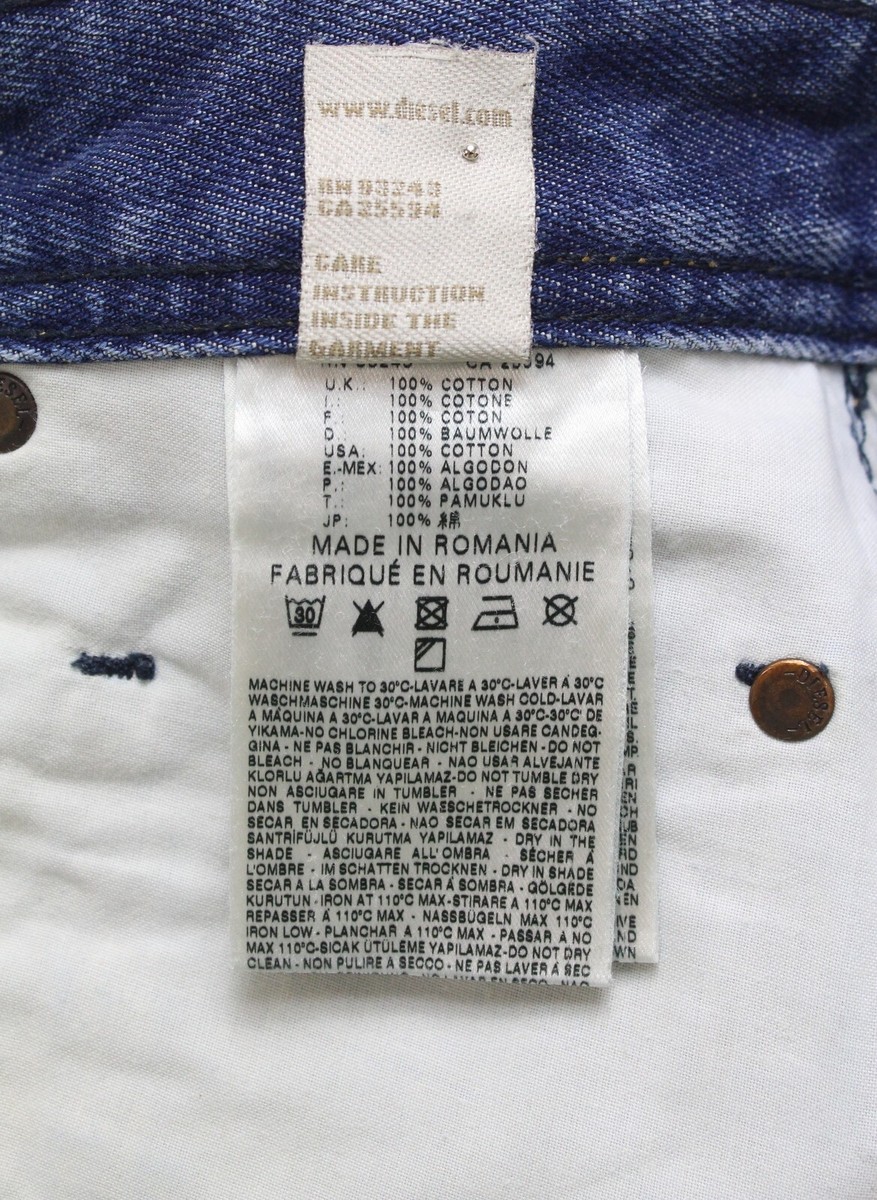 www.diesel.com
RN 93243
CA 25594
CARE
INSTRUCTION
INSIDE THE
GARMENT
U.K.: 100% COTTON
I.: 100% COTONE
F.: 100% COTON
D.: 100% BAUMWOLLE
USA: 100% COTTON
E.-MEX: 100% ALGODON
P.: 100% ALGODAO
T.: 100% PAMUKLU
JP: 100% 綿
MADE IN ROMANIA
FABRIQUÉ EN ROUMANIE
30
MACHINE WASH TO 30°C-LAVARE A 30°C-LAVER À 30°C
WASCHMASCHINE 30°C-MACHINE WASH COLD-LAVAR
A MÁQUINA A 30°C-LAVAR A MAQUINA A 30°C-30°C' DE
YIKAMA-NO CHLORINE BLEACH-NON USARE CANDEG-
GINA - NE PAS BLANCHIR - NICHT BLEICHEN - DO NOT
BLEACH - NO BLANQUEAR - NAO USAR ALVEJANTE
KLORLU AĞARTMA YAPILAMAZ-DO NOT TUMBLE DRY
NON ASCIUGARE IN TUMBLER - NE PAS SECHER
DANS TUMBLER - KEIN WAESCHETROCKNER - NO
SECAR EN SECADORA - NAO SECAR EM SECADORA
SANTRİFÜJLÜ KURUTMA YAPILAMAZ - DRY IN THE
SHADE - ASCIUGARE ALL'OMBRA - SÉCHER À
L'OMBRE - IM SCHATTEN TROCKNEN - DRY IN SHADE
SECAR A LA SOMBRA - SECAR Á SOMBRA - GÖLGEDE
KURUTUN - IRON AT 110°C MAX-STIRARE A 110°C MAX
REPASSER À 110°C MAX - NASSBÜGELN MAX 110°C
IRON LOW - PLANCHAR A 110°C MAX - PASSAR A NO
MAX 110°C-SICAK ÜTÜLEME YAPILAMAZ-DO NOT DRY
CLEAN - NON PULIRE A SECCO - NE PAS LAVER À SEC
DIESEL